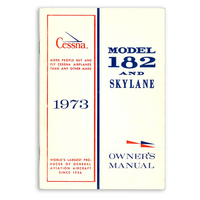 Cessna
MORE PEOPLE BUY AND
FLY CESSNA AIRPLANES
THAN ANY OTHER MAKE
1973
WORLD'S LARGEST PRO-
DUCER OF GENERAL
AVIATION AIRCRAFT
SINCE 1956
MODEL
182
AND
SKYLANE
OWNER'S
MANUAL